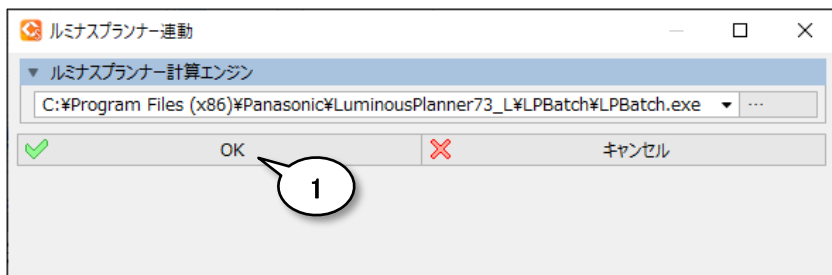 ルミナスプランナー連動
ルミナスプランナー計算エンジン
C:¥Program Files (x86)¥Panasonic¥LuminousPlanner73_L¥LPBatch¥LPBatch.exe ...
OK キャンセル
1